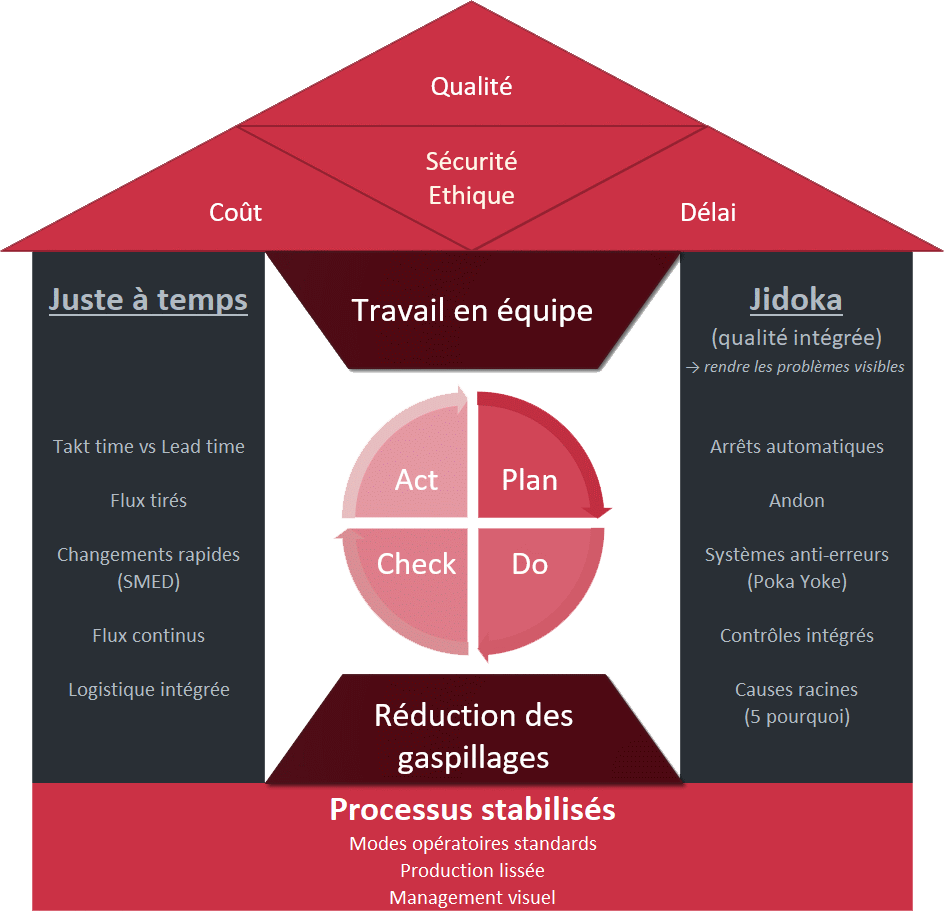 Qualité
Sécurité
Ethique
Coût
Délai
Juste à temps
Takt time vs Lead time
Flux tirés
Changements rapides
(SMED)
Flux continus
Logistique intégrée
Travail en équipe
Act
Plan
Check
Do
Réduction des
gaspillages
Jidoka
(qualité intégrée)
→ rendre les problèmes visibles
Arrêts automatiques
Andon
Systèmes anti-erreurs
(Poka Yoke)
Contrôles intégrés
Causes racines
(5 pourquoi)
Processus stabilisés
Modes opératoires standards
Production lissée
Management visuel